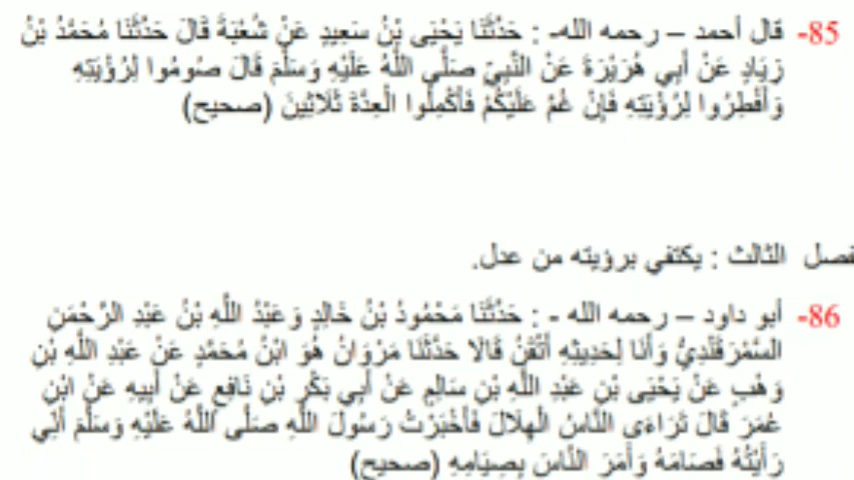 85- قال أحمد – رحمه الله- : حَدَّثَنَا يَحْيَى بْنُ سَعِيدٍ عَنْ شُعْبَةَ قَالَ حَدَّثَنَا مُحَمَّدُ بْنُ
زِيَادٍ عَنْ أَبِي هُرَيْرَةَ عَنْ النَّبِيِّ صَلَّى اللَّهُ عَلَيْهِ وَسَلَّمَ قَالَ صُومُوا لِرُؤْيَتِهِ
وَأَفْطِرُوا لِرُؤْيَتِهِ فَإِنْ غُمَّ عَلَيْكُمْ فَأَكْمِلُوا الْعِدَّةَ ثَلَاثِينَ (صحيح)
فصل الثالث : يكتفي برؤيته من عدل.
86- أبو داود – رحمه الله - : حَدَّثَنَا مَحْمُودُ بْنُ خَالِدٍ وَعَبْدُ اللَّهِ بْنُ عَبْدِ الرَّحْمَنِ
السَّمْرَقَنْدِيُّ وَأَنَا لِحَدِيثِهِ أَتْقَنُ قَالَا حَدَّثَنَا مَرْوَانُ هُوَ ابْنُ مُحَمَّدٍ عَنْ عَبْدِ اللَّهِ بْنِ
وَهْبٍ عَنْ يَحْيَى بْنِ عَبْدِ اللَّهِ بْنِ سَالِمٍ عَنْ أَبِي بَكْرِ بْنِ نَافِعٍ عَنْ أَبِيهِ عَنْ ابْنِ
عُمَرَ قَالَ تَرَاءَى النَّاسُ الْهِلَالَ فَأَخْبَرْتُ رَسُولَ اللَّهِ صَلَّى اللَّهُ عَلَيْهِ وَسَلَّمَ أَنِّي
رَأَيْتُهُ فَصَامَهُ وَأَمَرَ النَّاسَ بِصِيَامِهِ (صحيح)